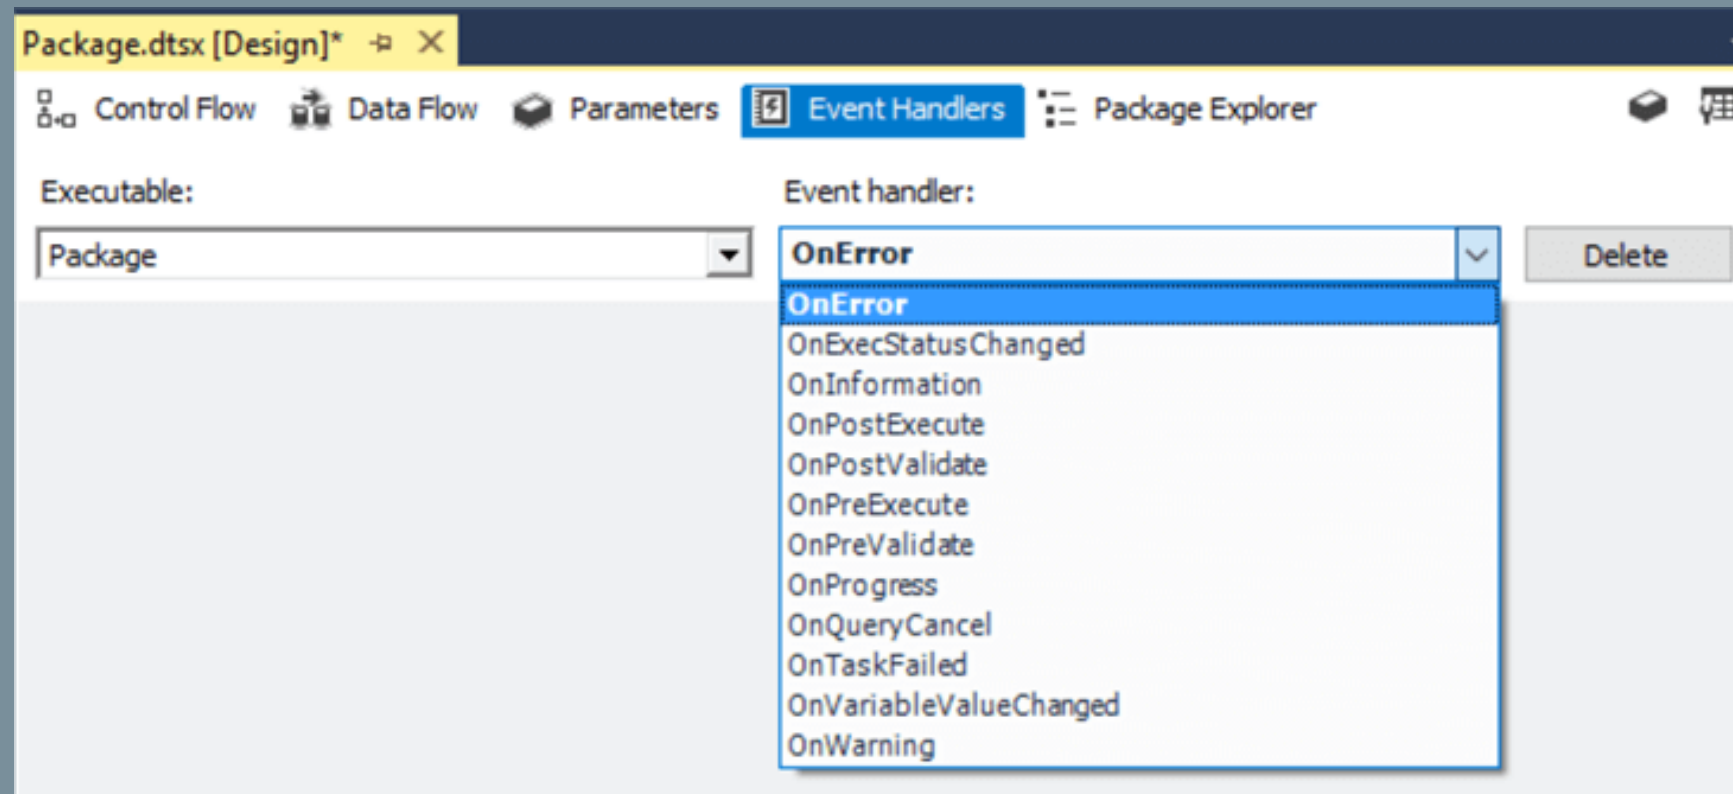 Package.dtsx [Design]*
Control Flow Data Flow Parameters Event Handlers Package Explorer
Executable: Event handler:
Package OnError Delete
OnError
OnExecStatusChanged
OnInformation
OnPostExecute
OnPostValidate
OnPreExecute
OnPreValidate
OnProgress
OnQueryCancel
OnTaskFailed
OnVariableValueChanged
OnWarning